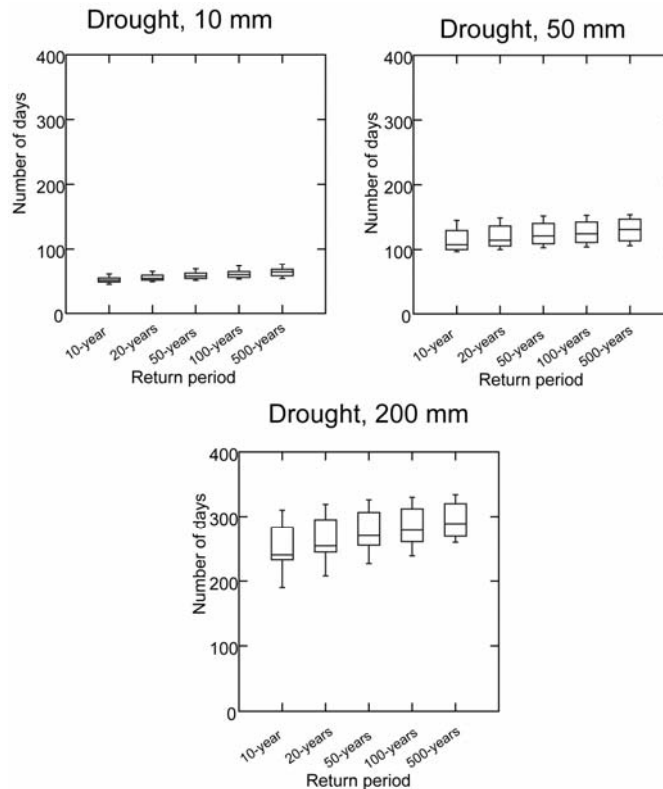 Drought, 10 mm
400
300
200
100
0
Number of days
10-year
20-years
50-years
100-years
500-years
Return period
Drought, 50 mm
400
300
200
100
0
Number of days
10-year
20-years
50-years
100-years
500-years
Return period
Drought, 200 mm
400
300
200
100
0
Number of days
10-year
20-years
50-years
100-years
500-years
Return period